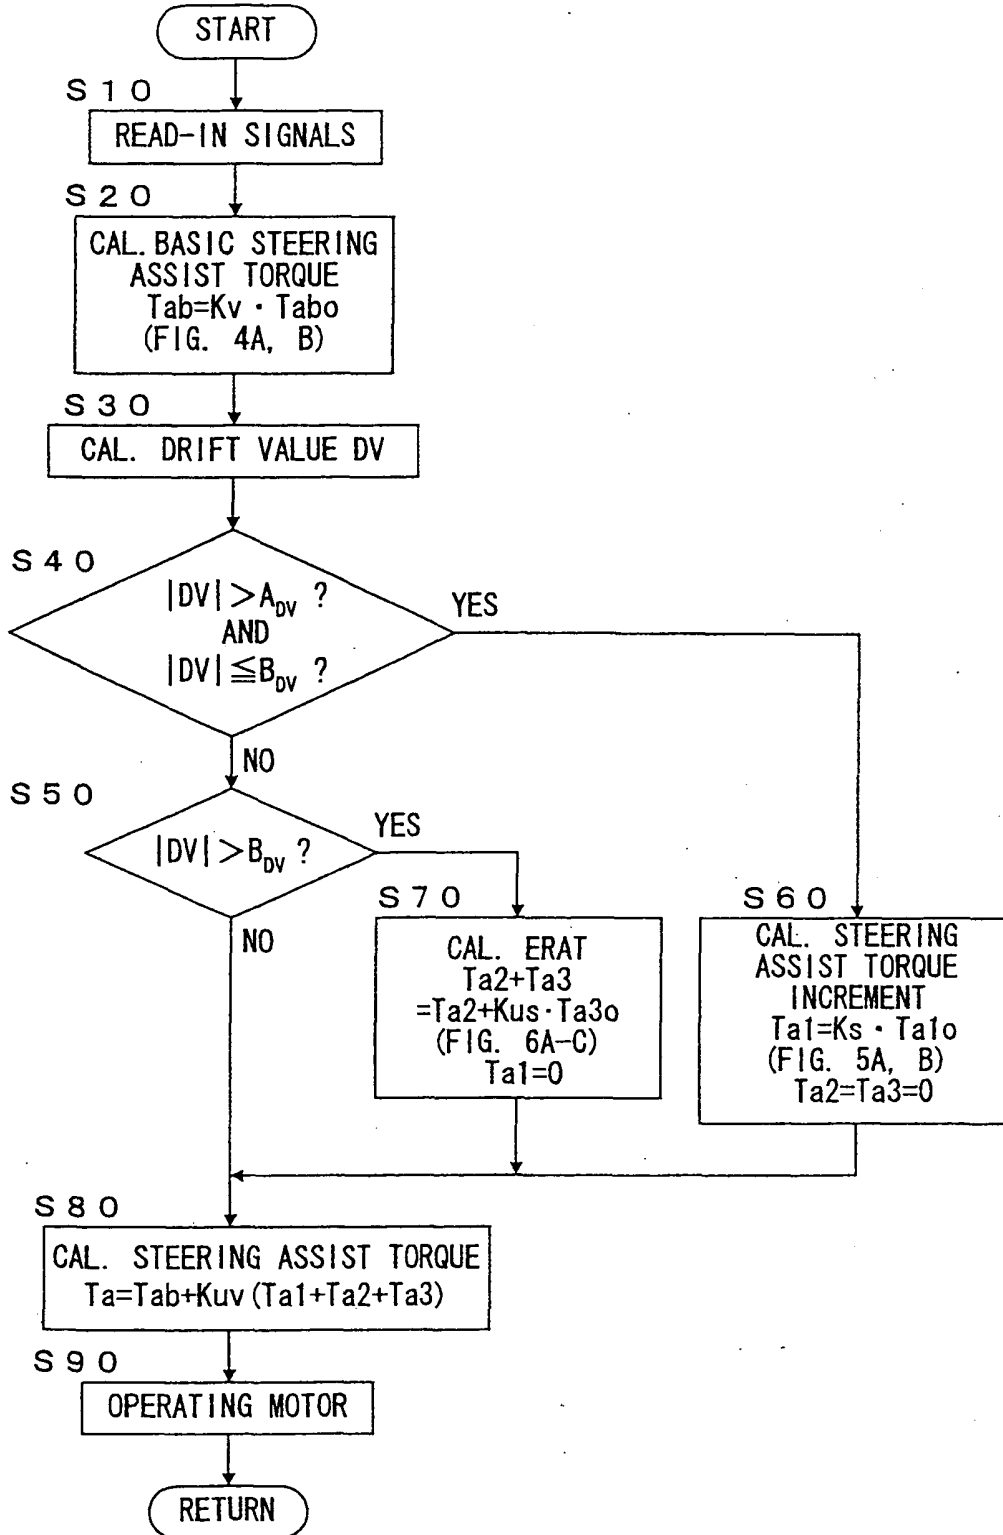 START
S10
READ-IN SIGNALS
S20
CAL. BASIC STEERING
ASSIST TORQUE
Tab=Kv・Tabo
(FIG. 4A, B)
S30
CAL. DRIFT VALUE DV
S40
|DV|>A_DV ?
AND
|DV|≦B_DV ?
YES
NO
S50
|DV|>B_DV ?
YES
NO
S70
CAL. ERAT
Ta2+Ta3
=Ta2+Kus・Ta3o
(FIG. 6A-C)
Ta1=0
S60
CAL. STEERING
ASSIST TORQUE
INCREMENT
Ta1=Ks・Ta1o
(FIG. 5A, B)
Ta2=Ta3=0
S80
CAL. STEERING ASSIST TORQUE
Ta=Tab+Kuv(Ta1+Ta2+Ta3)
S90
OPERATING MOTOR
RETURN